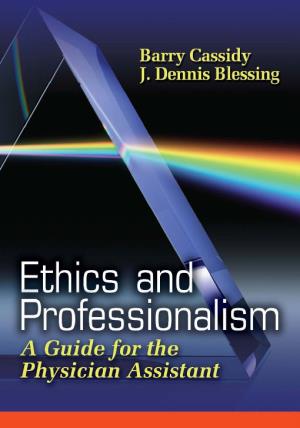 Barry Cassidy
J. Dennis Blessing
Ethics and
Professionalism
A Guide for the
Physician Assistant